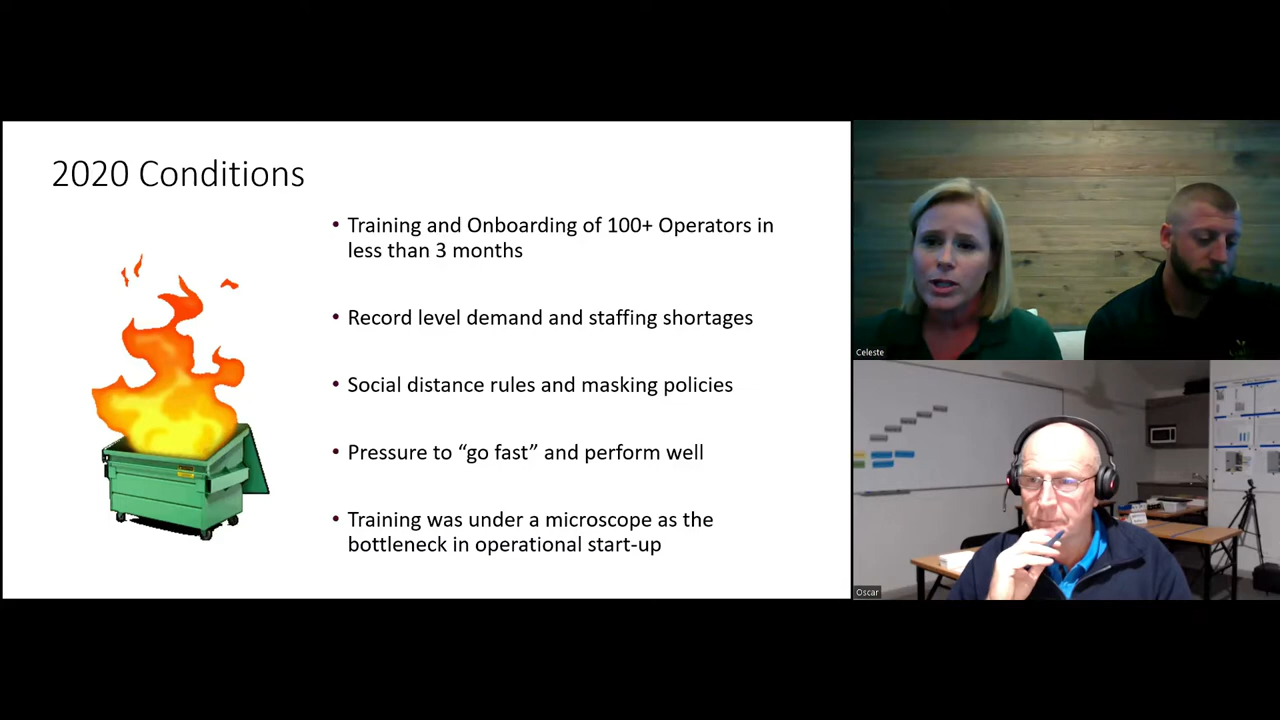 2020 Conditions
• Training and Onboarding of 100+ Operators in
less than 3 months
• Record level demand and staffing shortages
• Social distance rules and masking policies
• Pressure to “go fast” and perform well
• Training was under a microscope as the
bottleneck in operational start-up
Celeste
Oscar